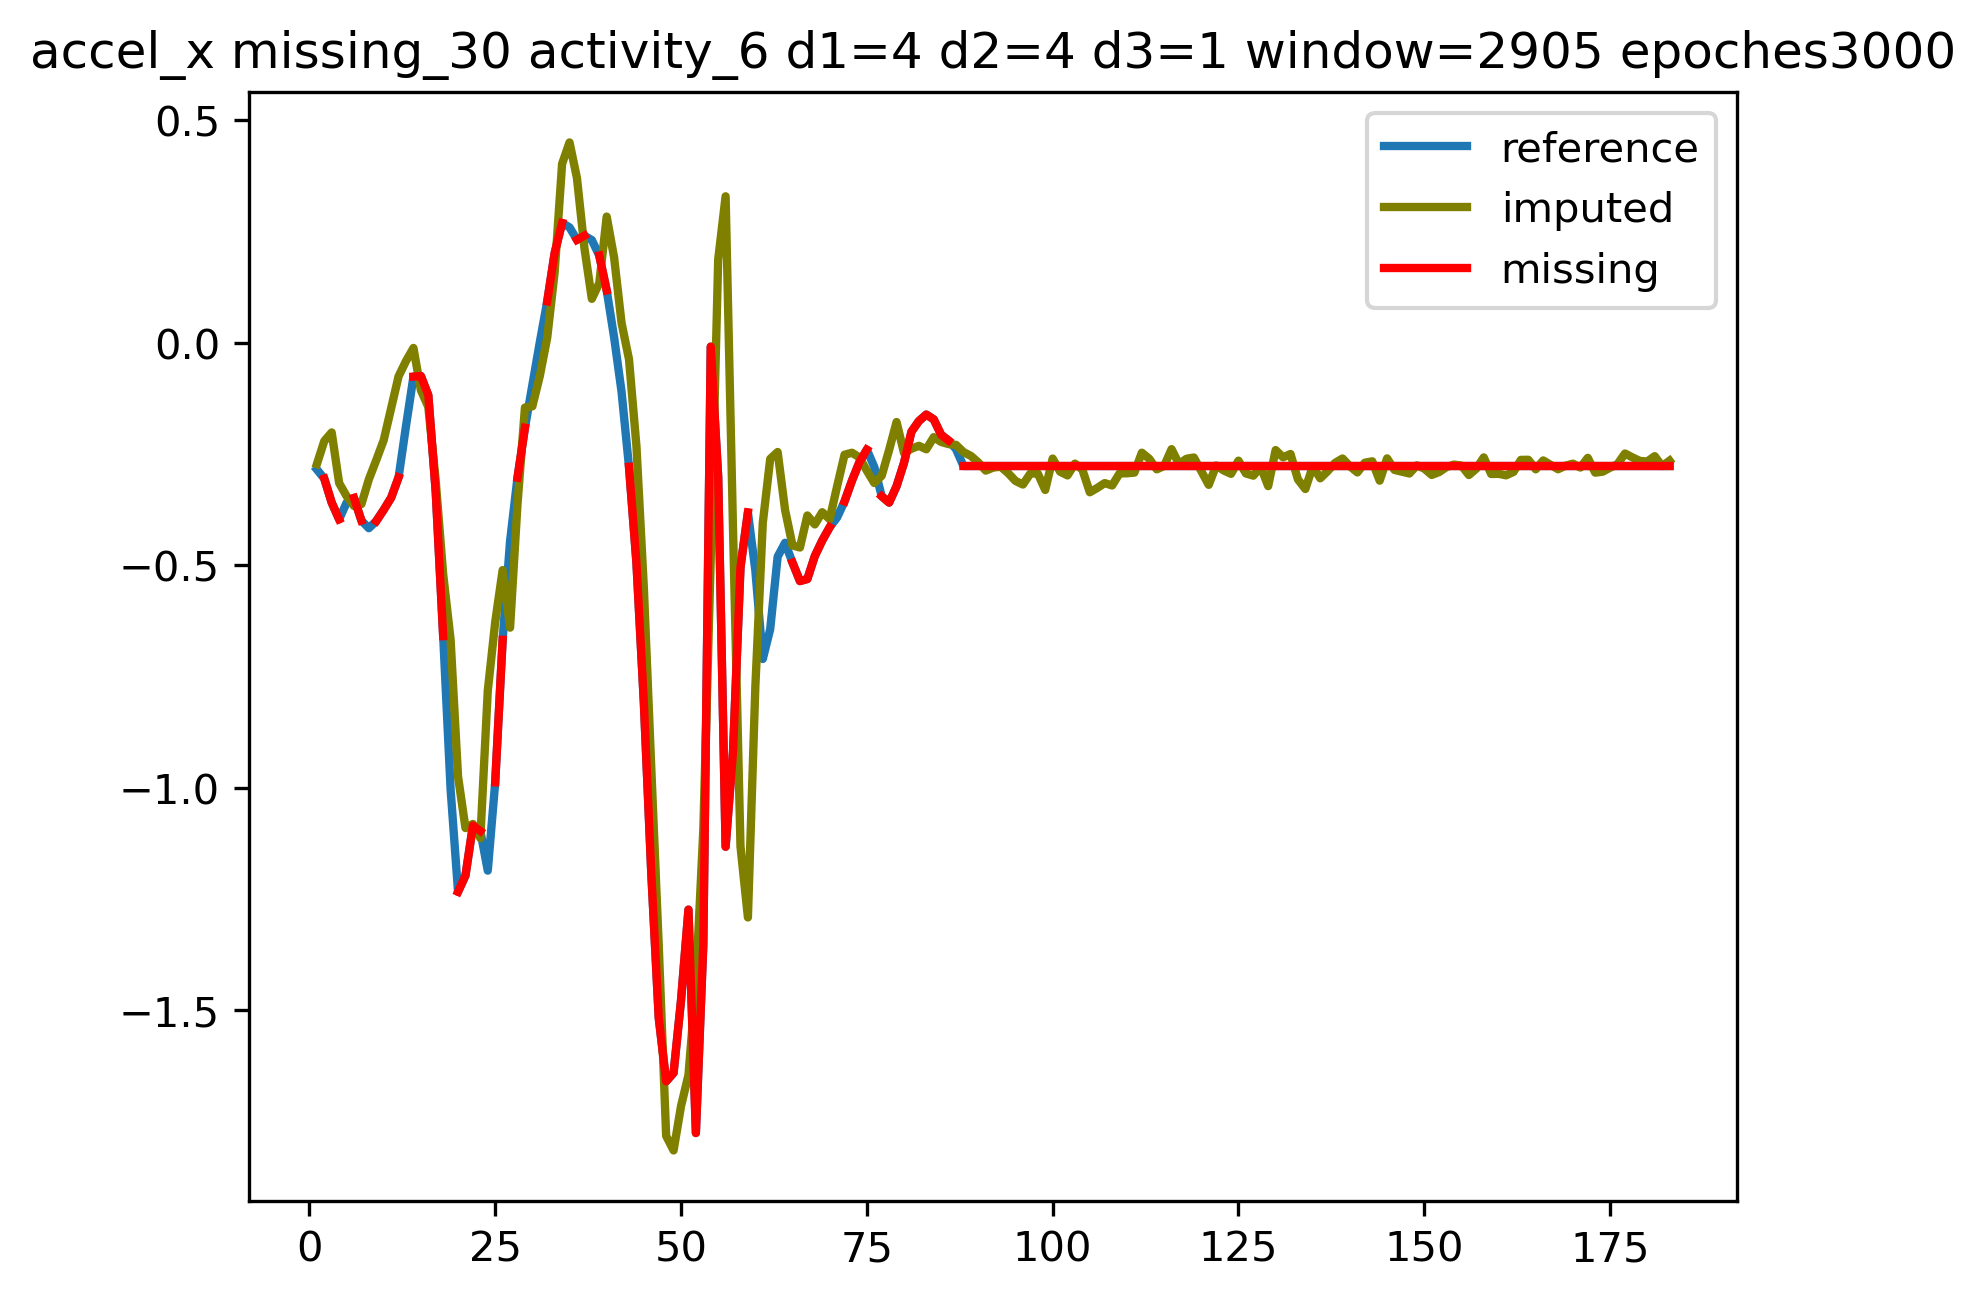 accel_x missing_30 activity_6 d1=4 d2=4 d3=1 window=2905 epoches3000
reference
imputed
missing
0.5
0.0
−0.5
−1.0
−1.5
0 25 50 75 100 125 150 175